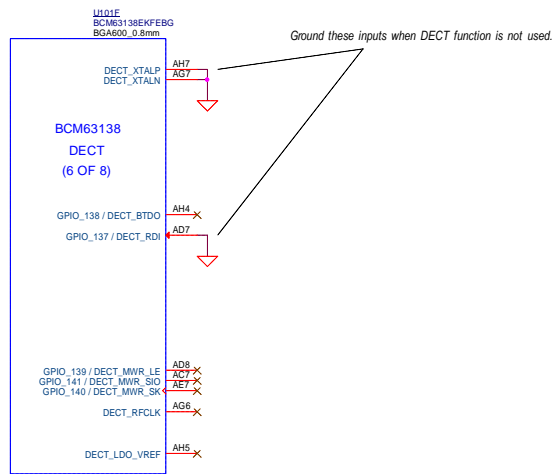 U101F
BCM63138EKFEBG
BGA600_0.8mm
Ground these inputs when DECT function is not used.
DECT_XTALP AH7
DECT_XTALN AG7
BCM63138
DECT
(6 OF 8)
GPIO_138 / DECT_BTDO AH4
GPIO_137 / DECT_RDI AD7
GPIO_139 / DECT_MWR_LE AD8
GPIO_141 / DECT_MWR_SIO AC7
GPIO_140 / DECT_MWR_SK AE7
DECT_RFCLK AG6
DECT_LDO_VREF AH5